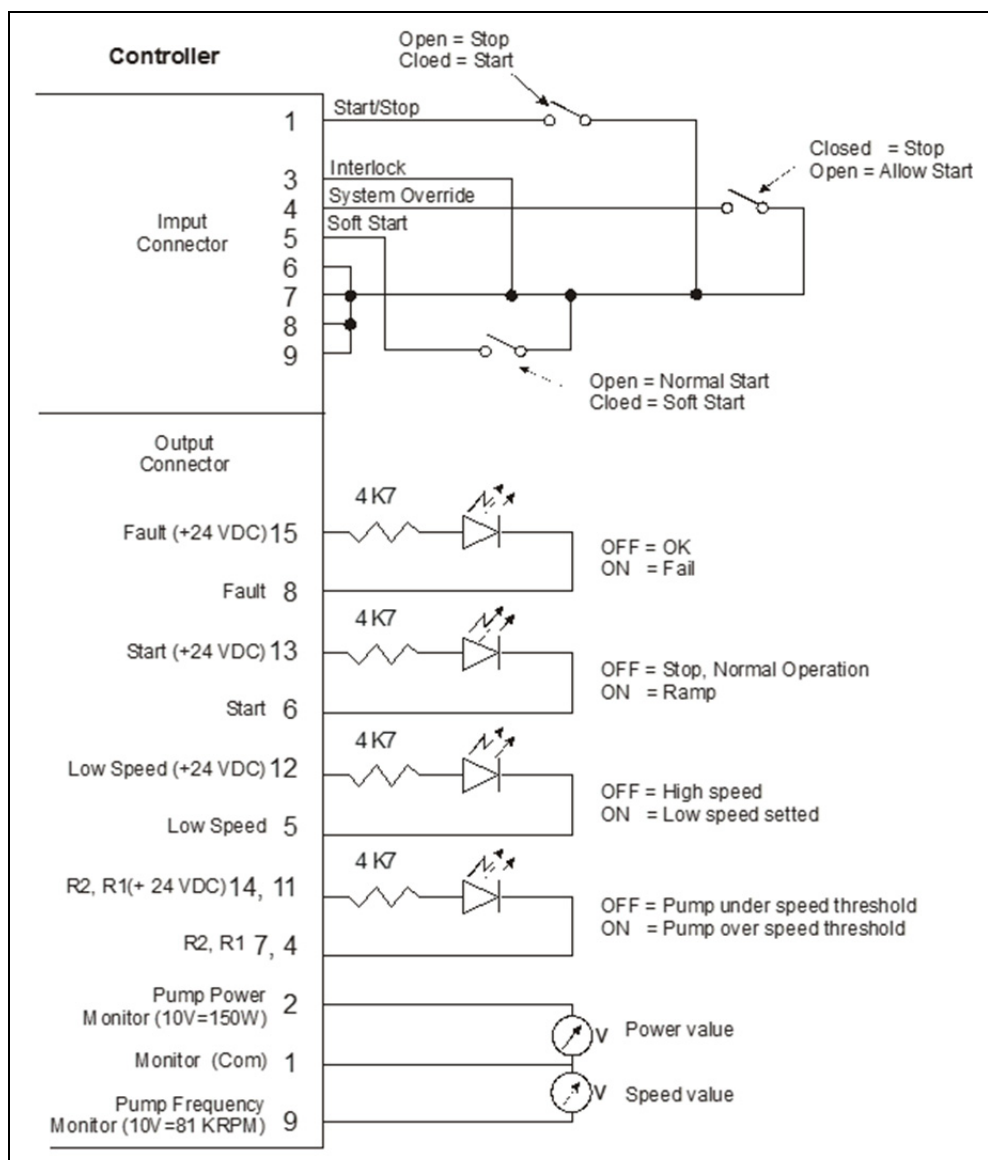 Controller
Open = Stop
Cloed = Start
1
Start/Stop
Closed = Stop
Open = Allow Start
3
Interlock
4
System Override
Imput
Connector
5
Soft Start
6
7
8
9
Open = Normal Start
Cloed = Soft Start
Output
Connector
4 K7
Fault (+24 VDC) 15
OFF = OK
ON = Fail
Fault 8
4 K7
Start (+24 VDC) 13
OFF = Stop, Normal Operation
ON = Ramp
Start 6
4 K7
Low Speed (+24 VDC) 12
OFF = High speed
ON = Low speed setted
Low Speed 5
4 K7
R2, R1(+ 24 VDC) 14, 11
OFF = Pump under speed threshold
ON = Pump over speed threshold
R2, R1 7, 4
Pump Power
Monitor (10V=150W) 2
V Power value
Monitor (Com) 1
V Speed value
Pump Frequency
Monitor (10V=81 KRPM) 9